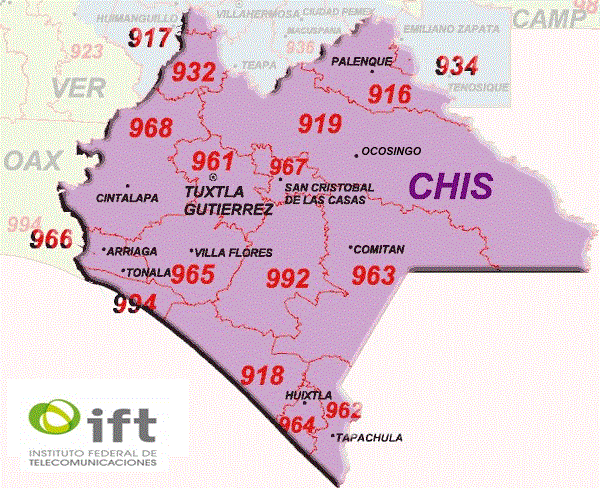 HUIMANGUILLO
VILLAHERMOSA
CIUDAD PEMEX
CAMP
98
917
MACUSPANA
936
EMILIANO ZAPATA
923
932
TEAPA
PALENQUE
934
VER
916
TENOSIQUE
968
919
OAX
961
967
OCOSINGO
CINTALAPA
TUXTLA
GUTIERREZ
SAN CRISTOBAL
DE LAS CASAS
CHIS
994
966
ARRIAGA
VILLA FLORES
COMITAN
TONALA
965
992
963
994
918
HUIXTLA
962
964
TAPACHULA
ift
INSTITUTO FEDERAL DE
TELECOMUNICACIONES